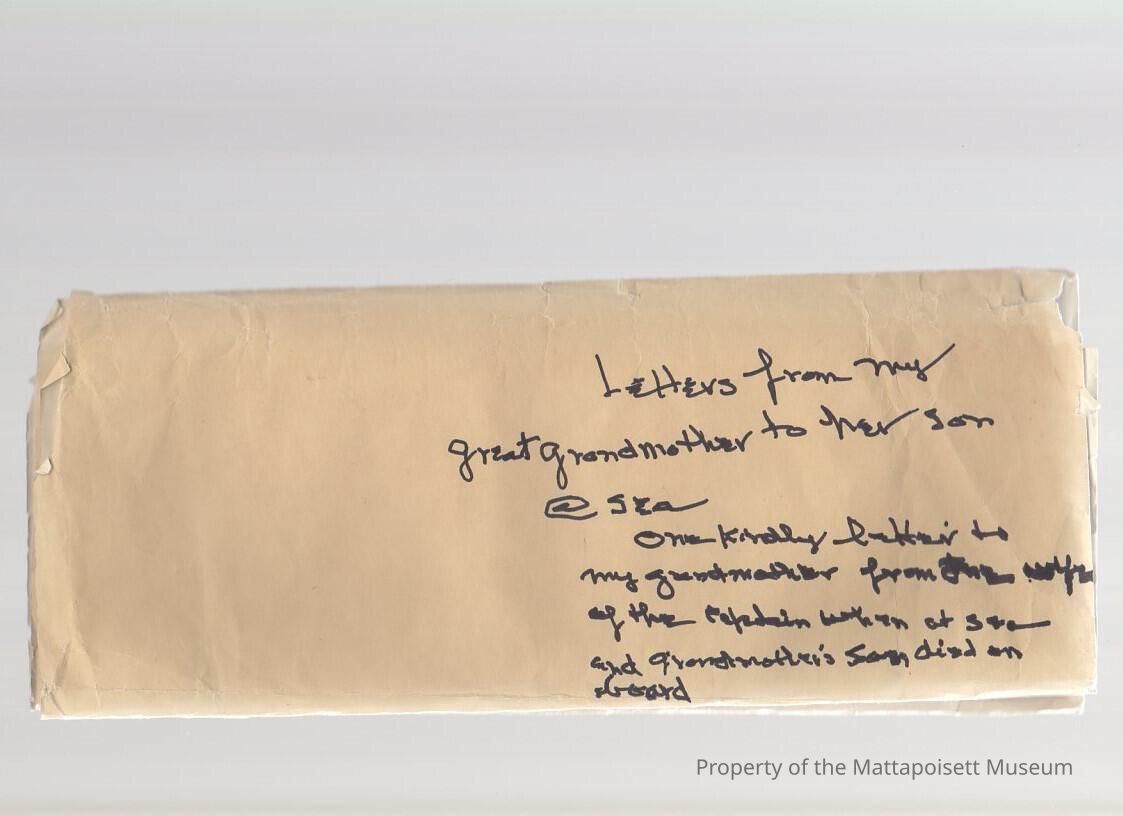 Letters from my
great grandmother to her son
@ sea
One kindly letter to
my grandmother from the wife
of the Captain when at sea
and grandmother's Son died on
aboard
Property of the Mattapoisett Museum